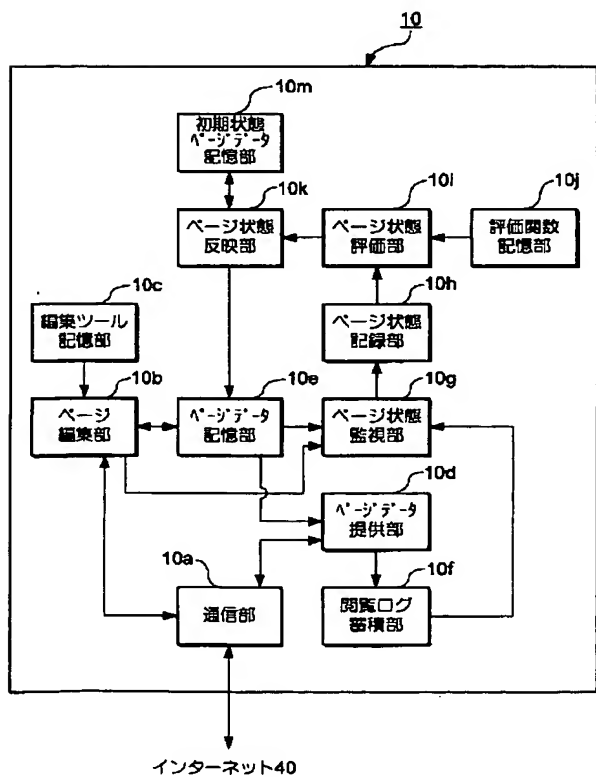 10
10m
初期状態
ページデータ
記憶部
10k
10i
10j
ページ状態
反映部
ページ状態
評価部
評価関数
記憶部
10c
10h
編集ツール
記憶部
ページ状態
記録部
10b
10e
10g
ページ
編集部
ページデータ
記憶部
ページ状態
監視部
10d
ページデータ
提供部
10a
10f
通信部
閲覧ログ
蓄積部
インターネット40